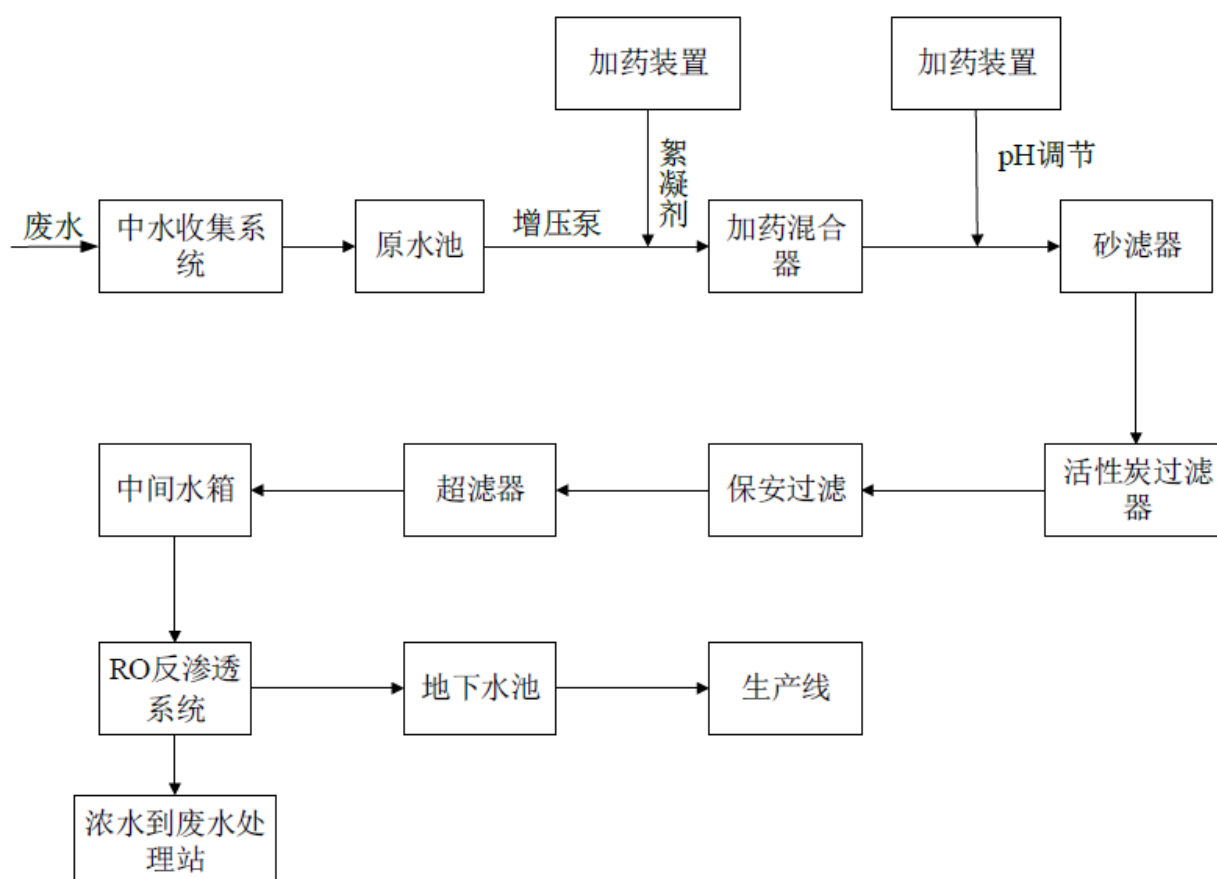 加药装置
加药装置
絮凝剂
pH调节
废水
中水收集系
统
原水池
增压泵
加药混合
器
砂滤器
中间水箱
超滤器
保安过滤
活性炭过滤
器
RO反渗透
系统
地下水池
生产线
浓水到废水处
理站